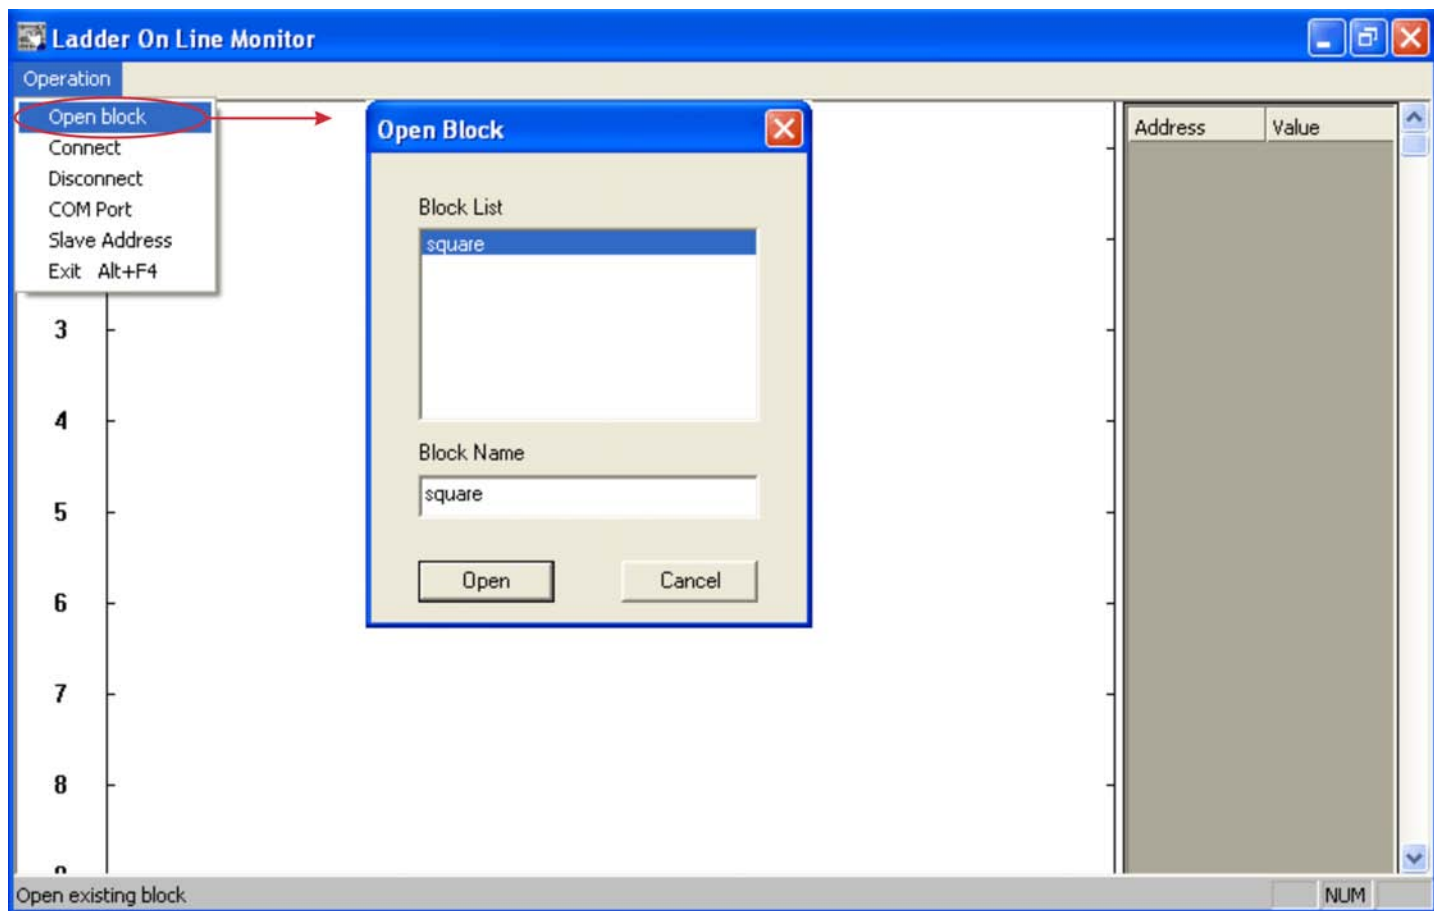 Ladder On Line Monitor
Operation
Open block
Connect
Disconnect
COM Port
Slave Address
Exit Alt+F4
3
4
5
6
7
8
Open Block
Block List
square
Block Name
square
Open Cancel
Address Value
Open existing block
NUM